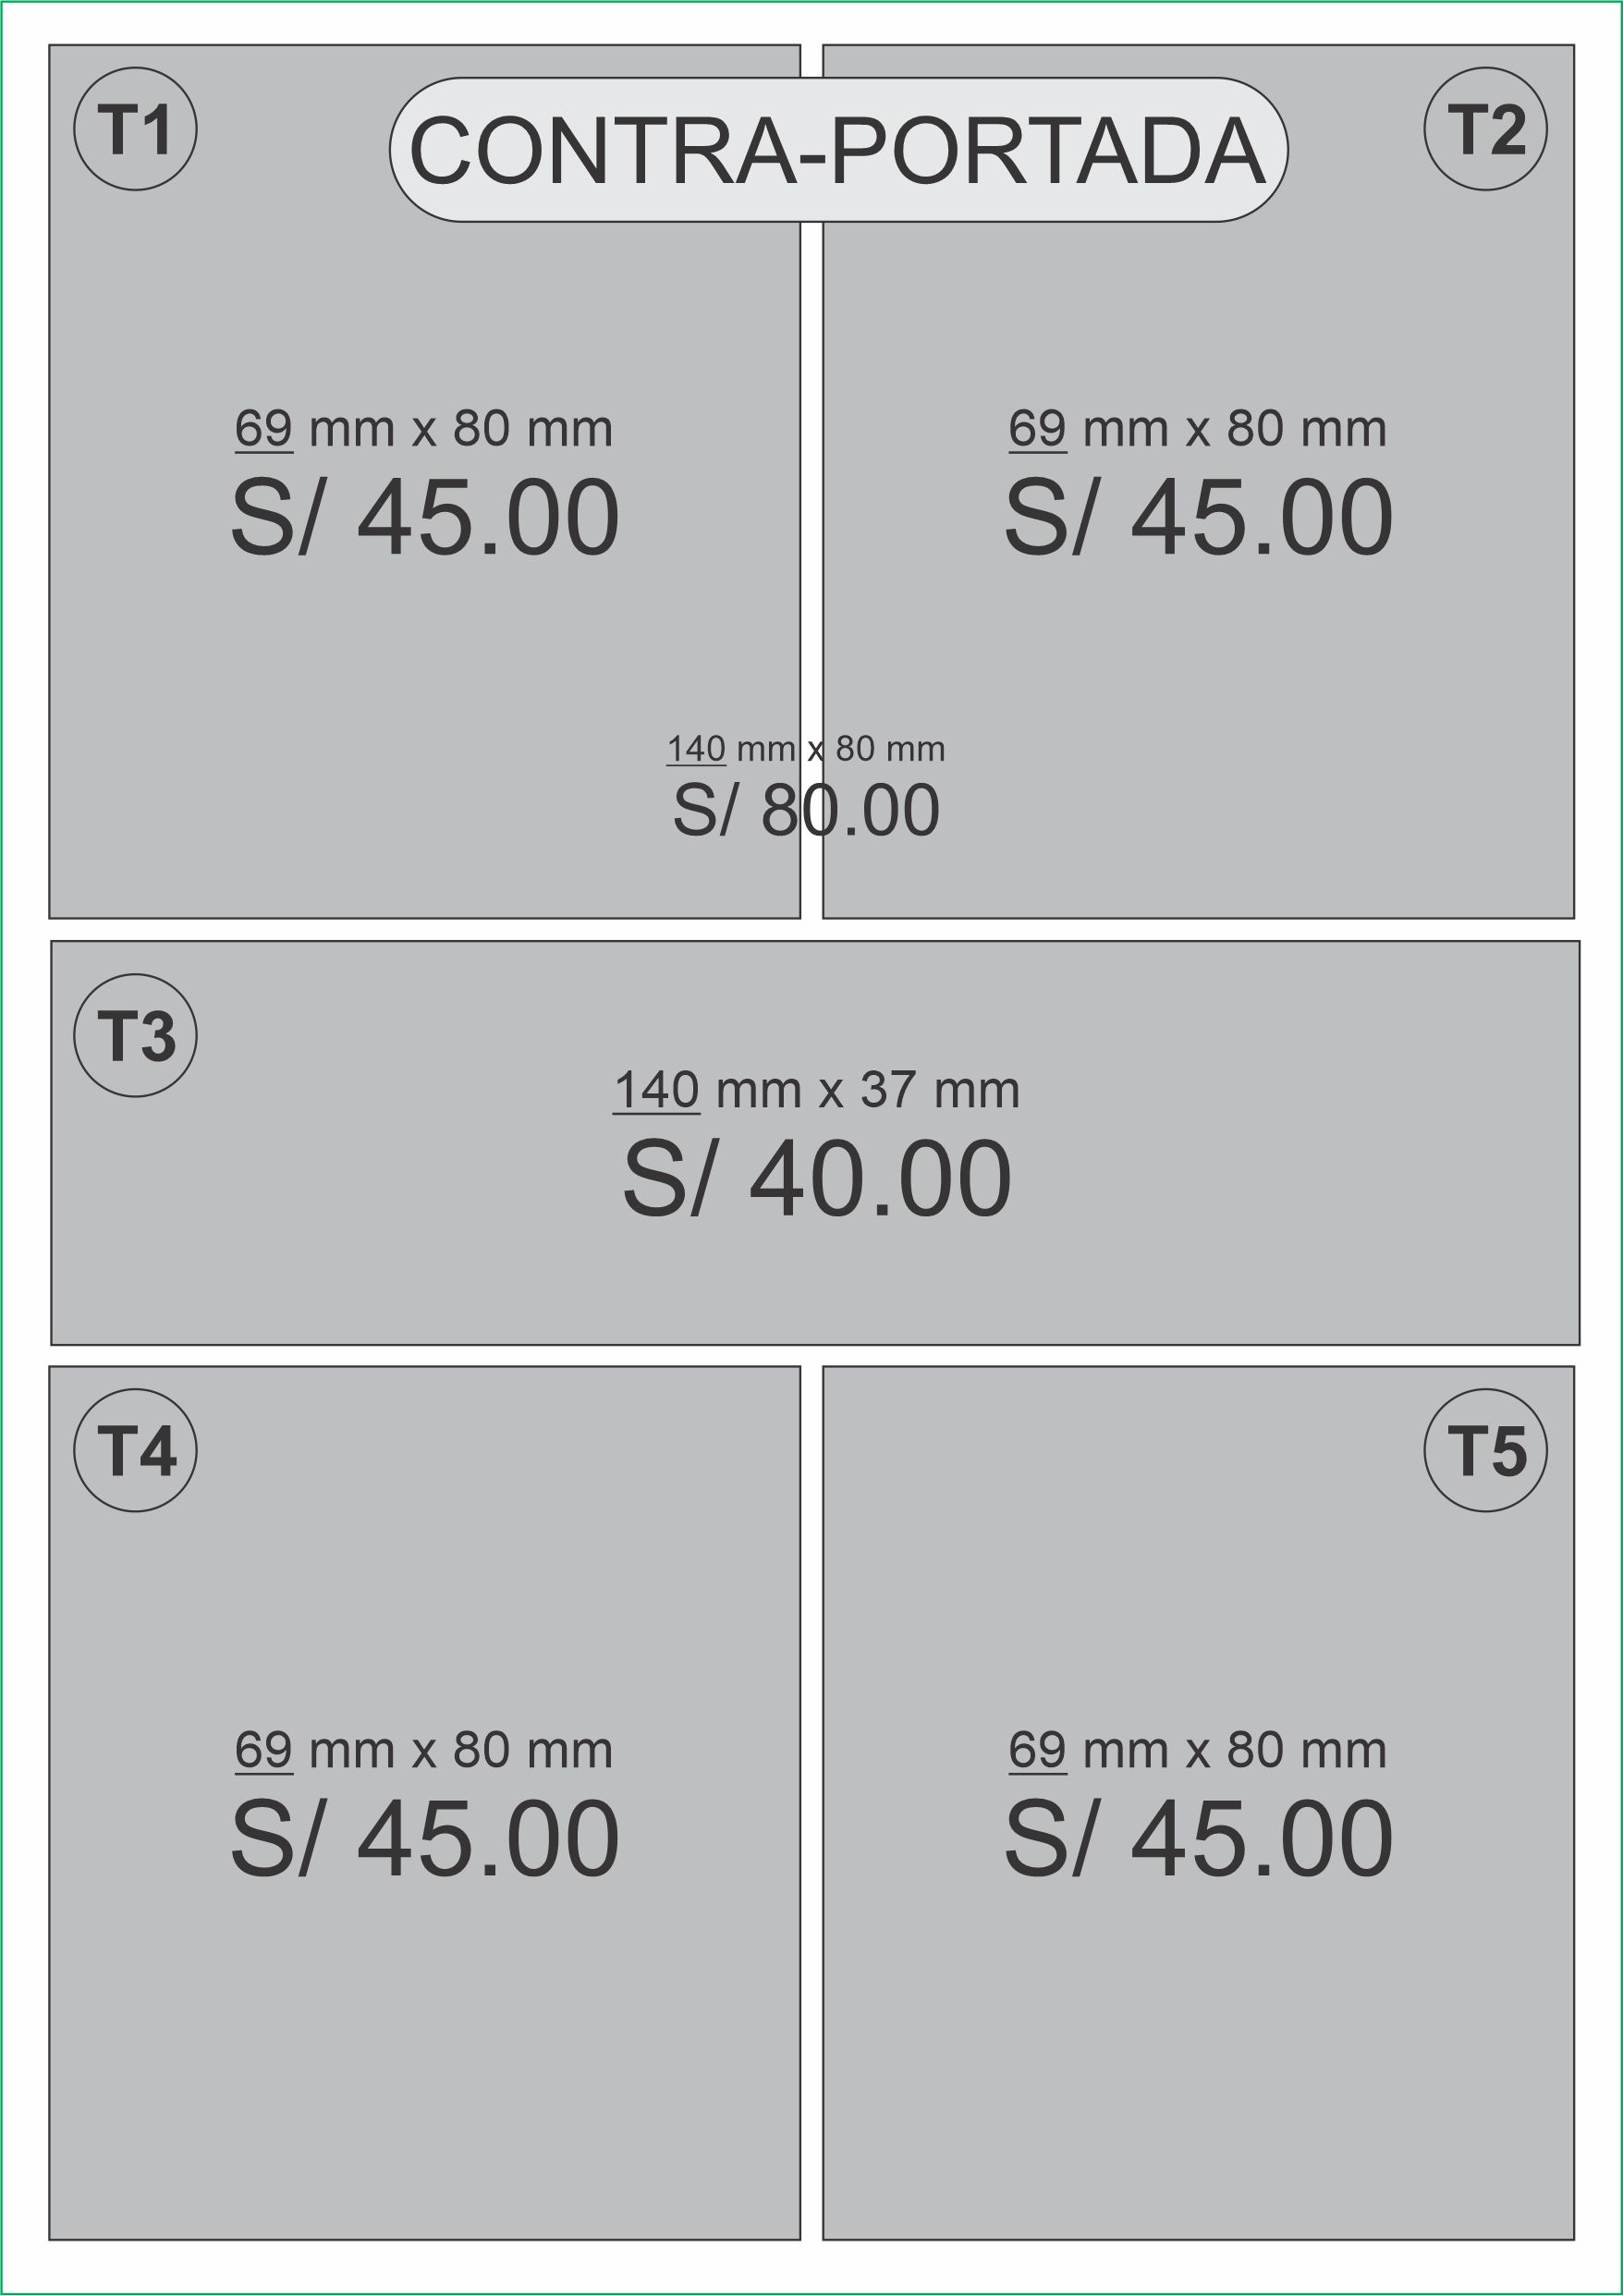 T1
CONTRA-PORTADA
T2
69 mm x 80 mm
S/ 45.00
69 mm x 80 mm
S/ 45.00
140 mm x 80 mm
S/ 80.00
T3
140 mm x 37 mm
S/ 40.00
T4
T5
69 mm x 80 mm
S/ 45.00
69 mm x 80 mm
S/ 45.00